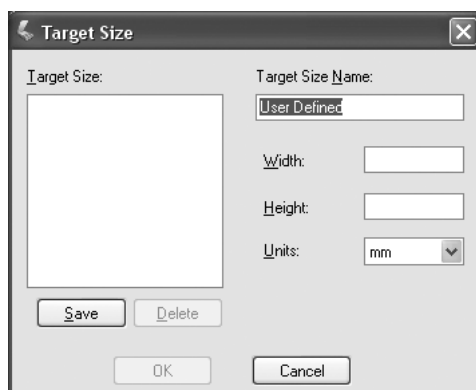 Target Size
Target Size:
Target Size Name:
User Defined
Width:
Height:
Units:
mm
Save
Delete
OK
Cancel